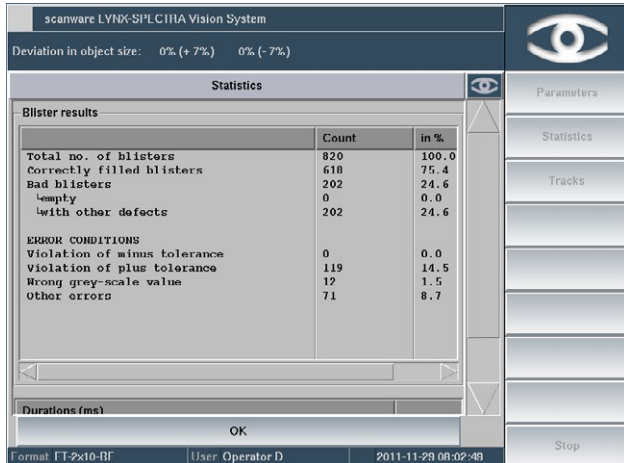 scanware LYNX-SPECTRA Vision System
Deviation in object size: 0% (+7%) 0% (-7%)
Statistics
Blister results
Count in %
Total no. of blisters 820 100.0
Correctly filled blisters 618 75.4
Bad blisters 202 24.6
empty 0 0.0
with other defects 202 24.6
ERROR CONDITIONS
Violation of minus tolerance 0 0.0
Violation of plus tolerance 119 14.5
Wrong grey-scale value 12 1.5
Other errors 71 8.7
Durations (ms)
OK
Format FT-2x10-BF User Operator D 2011-11-29 08:02:49
Parameters
Statistics
Tracks
Stop